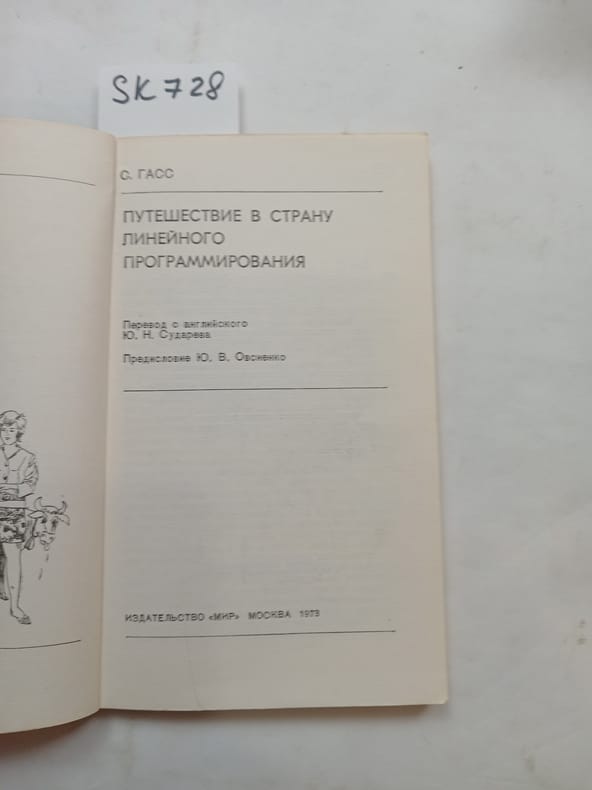 SK728
С. ГАСС
ПУТЕШЕСТВИЕ В СТРАНУ
ЛИНЕЙНОГО
ПРОГРАММИРОВАНИЯ
Перевод с английского
Ю. Н. Сударева
Предисловие Ю. В. Овсиенко
ИЗДАТЕЛЬСТВО «МИР» МОСКВА 1973